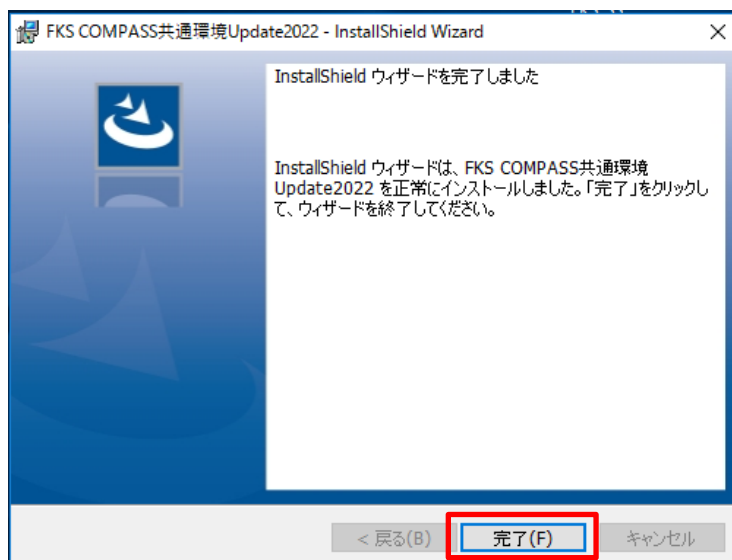 FKS COMPASS共通環境Update2022 - InstallShield Wizard
InstallShield ウィザードを完了しました
InstallShield ウィザードは、FKS COMPASS共通環境
Update2022 を正常にインストールしました。「完了」をクリックし
て、ウィザードを終了してください。
< 戻る(B) 完了(F) キャンセル